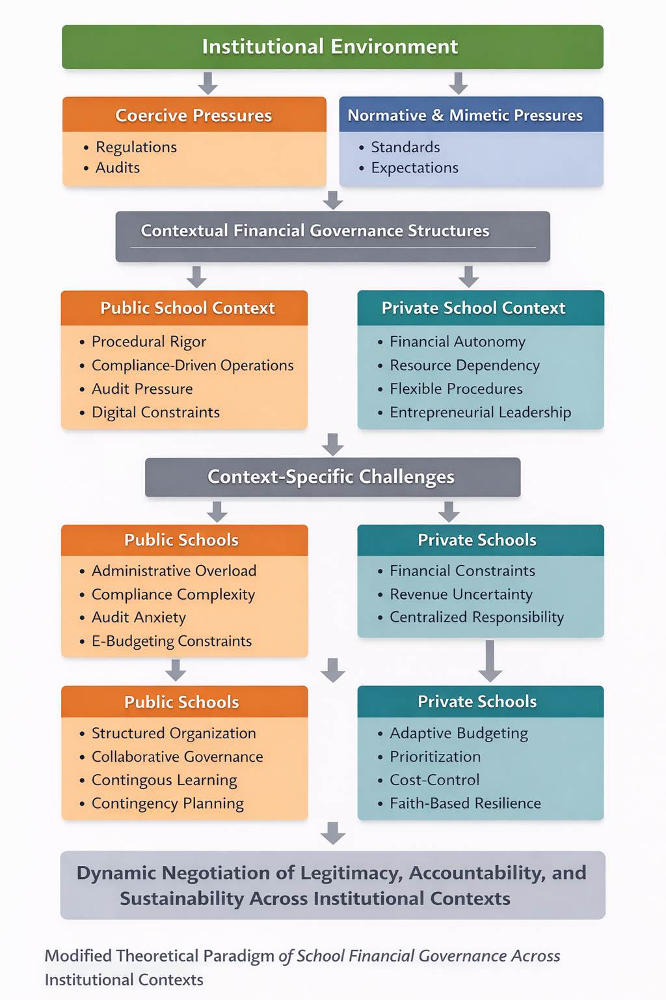 Institutional Environment
Coercive Pressures
• Regulations
• Audits
Normative & Mimetic Pressures
• Standards
• Expectations
Contextual Financial Governance Structures
Public School Context
• Procedural Rigor
• Compliance-Driven Operations
• Audit Pressure
• Digital Constraints
Private School Context
• Financial Autonomy
• Resource Dependency
• Flexible Procedures
• Entrepreneurial Leadership
Context-Specific Challenges
Public Schools
• Administrative Overload
• Compliance Complexity
• Audit Anxiety
• E-Budgeting Constraints
Private Schools
• Financial Constraints
• Revenue Uncertainty
• Centralized Responsibility
Public Schools
• Structured Organization
• Collaborative Governance
• Contingous Learning
• Contingency Planning
Private Schools
• Adaptive Budgeting
• Prioritization
• Cost-Control
• Faith-Based Resilience
Dynamic Negotiation of Legitimacy, Accountability, and
Sustainability Across Institutional Contexts
Modified Theoretical Paradigm of School Financial Governance Across
Institutional Contexts